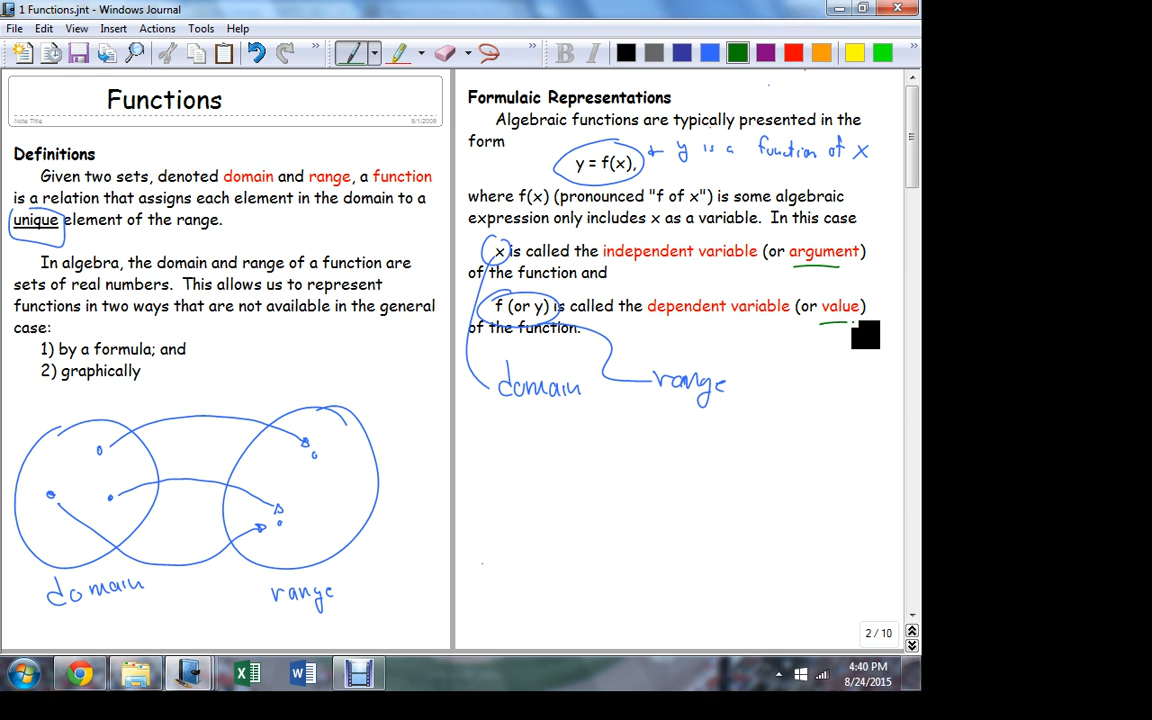 1 Functions.jnt - Windows Journal
File Edit View Insert Actions Tools Help
B I
Functions
Note Title
9/1/2009
Definitions
Given two sets, denoted domain and range, a function
is a relation that assigns each element in the domain to a
unique element of the range.
In algebra, the domain and range of a function are
sets of real numbers. This allows us to represent
functions in two ways that are not available in the general
case:
1) by a formula; and
2) graphically
domain
range
Formulaic Representations
Algebraic functions are typically presented in the
form
y = f(x), ← y is a function of x
where f(x) (pronounced "f of x") is some algebraic
expression only includes x as a variable. In this case
x is called the independent variable (or argument)
of the function and
f (or y) is called the dependent variable (or value)
of the function.
domain
range
2 / 10
4:40 PM
8/24/2015